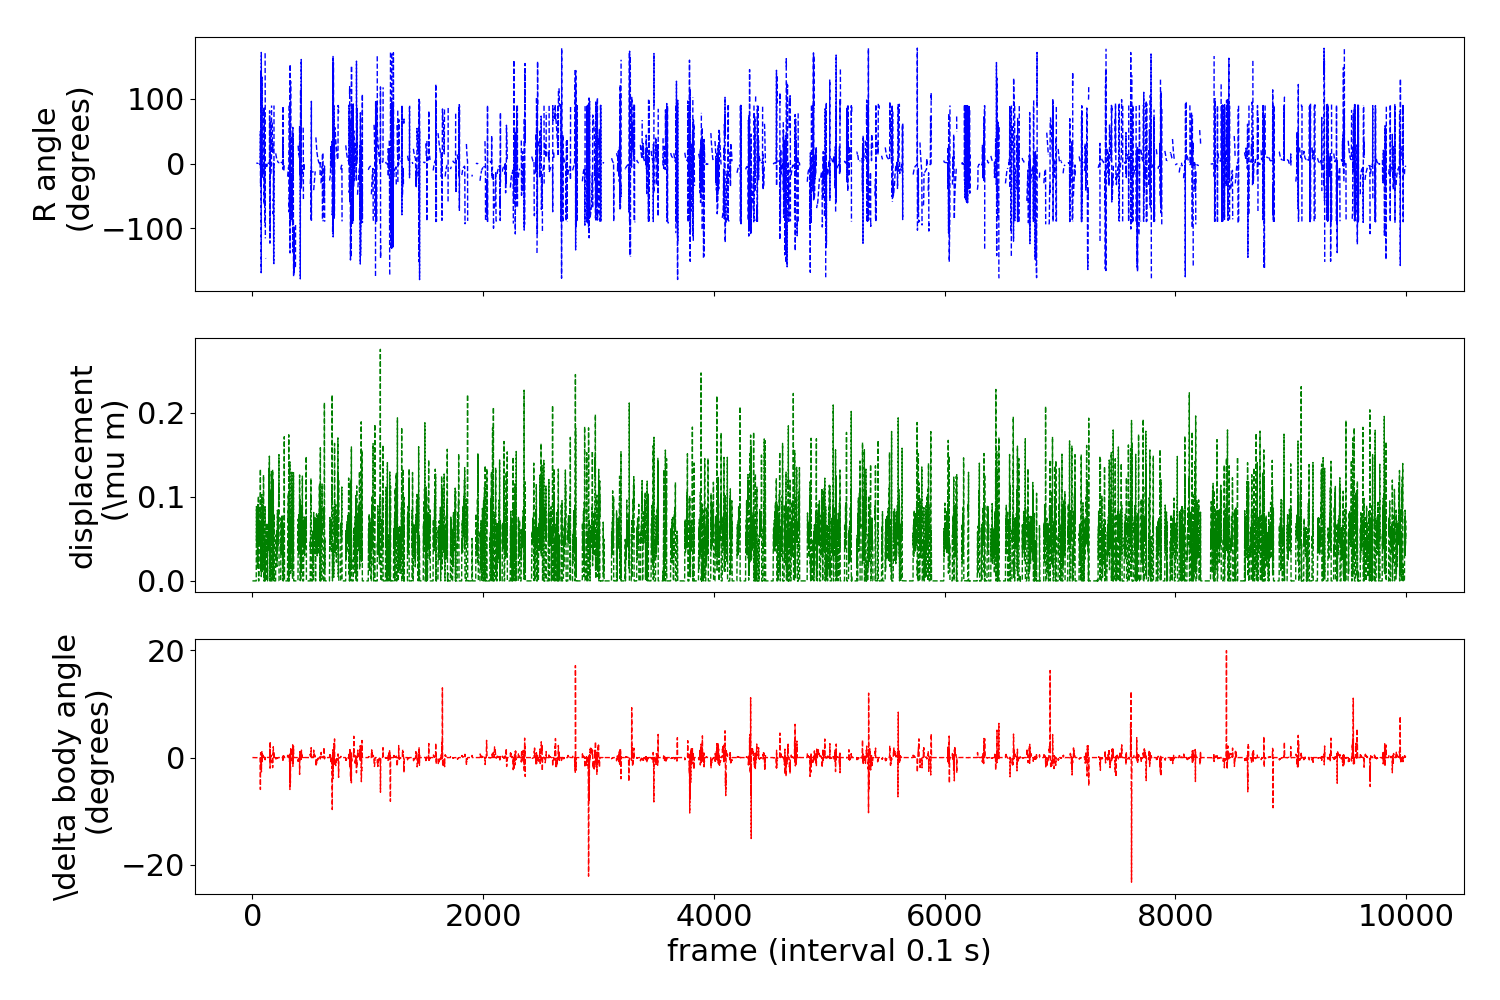 R angle
(degrees)
100
0
−100
displacement
(\mu m)
0.2
0.1
0.0
\delta body angle
(degrees)
20
0
−20
0 2000 4000 6000 8000 10000
frame (interval 0.1 s)